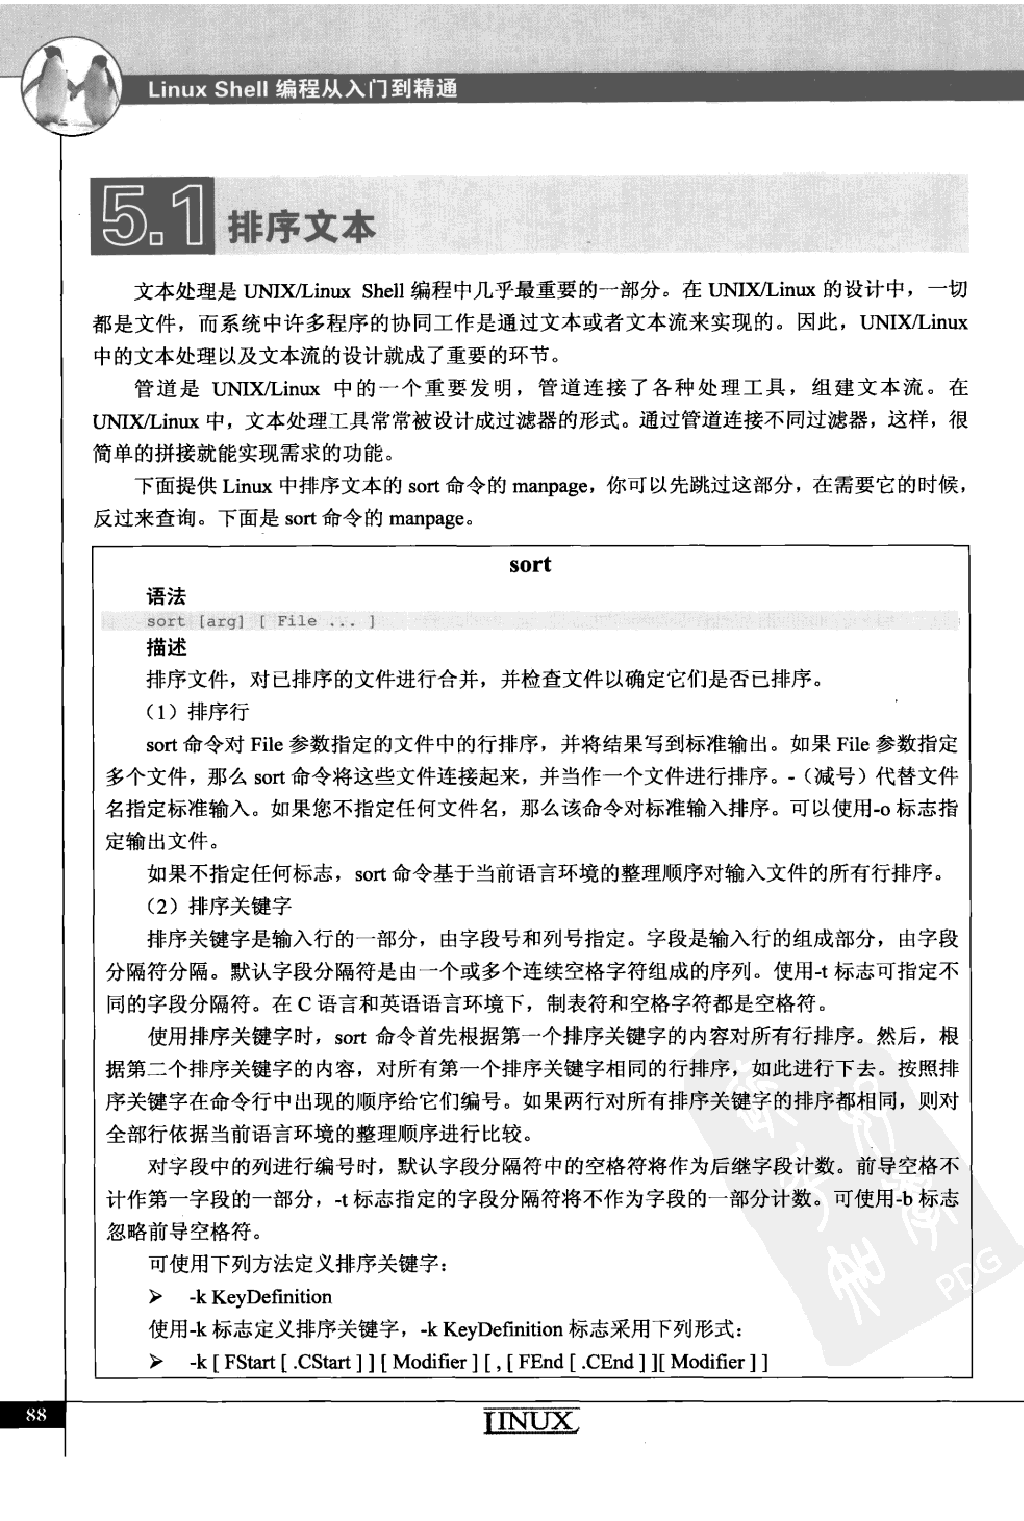 Linux Shell 编程从入门到精通
5.1 排序文本
文本处理是 UNIX/Linux Shell 编程中几乎最重要的一部分。在 UNIX/Linux 的设计中，一切
都是文件，而系统中许多程序的协同工作是通过文本或者文本流来实现的。因此，UNIX/Linux
中的文本处理以及文本流的设计就成了重要的环节。
管道是 UNIX/Linux 中的一个重要发明，管道连接了各种处理工具，组建文本流。在
UNIX/Linux 中，文本处理工具常常被设计成过滤器的形式。通过管道连接不同过滤器，这样，很
简单的拼接就能实现需求的功能。
下面提供 Linux 中排序文本的 sort 命令的 manpage，你可以先跳过这部分，在需要它的时候，
反过来查询。下面是 sort 命令的 manpage。
sort
语法
sort [arg] [ File ... ]
描述
排序文件，对已排序的文件进行合并，并检查文件以确定它们是否已排序。
（1）排序行
sort 命令对 File 参数指定的文件中的行排序，并将结果写到标准输出。如果 File 参数指定
多个文件，那么 sort 命令将这些文件连接起来，并当作一个文件进行排序。-（减号）代替文件
名指定标准输入。如果您不指定任何文件名，那么该命令对标准输入排序。可以使用-o 标志指
定输出文件。
如果不指定任何标志，sort 命令基于当前语言环境的整理顺序对输入文件的所有行排序。
（2）排序关键字
排序关键字是输入行的一部分，由字段号和列号指定。字段是输入行的组成部分，由字段
分隔符分隔。默认字段分隔符是由一个或多个连续空格字符组成的序列。使用-t 标志可指定不
同的字段分隔符。在 C 语言和英语语言环境下，制表符和空格字符都是空格符。
使用排序关键字时，sort 命令首先根据第一个排序关键字的内容对所有行排序。然后，根
据第二个排序关键字的内容，对所有第一个排序关键字相同的行排序，如此进行下去。按照排
序关键字在命令行中出现的顺序给它们编号。如果两行对所有排序关键字的排序都相同，则对
全部行依据当前语言环境的整理顺序进行比较。
对字段中的列进行编号时，默认字段分隔符中的空格符将作为后继字段计数。前导空格不
计作第一字段的一部分，-t 标志指定的字段分隔符将不作为字段的一部分计数。可使用-b 标志
忽略前导空格符。
可使用下列方法定义排序关键字：
➢ -k KeyDefinition
使用-k 标志定义排序关键字，-k KeyDefinition 标志采用下列形式：
➢ -k [ FStart [ .CStart ] ] [ Modifier ] [ , [ FEnd [ .CEnd ] ][ Modifier ] ]
PDG
88
LINUX